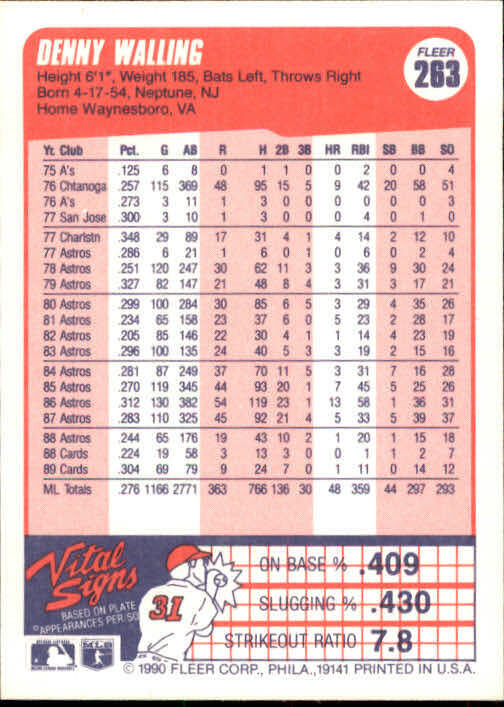 DENNY WALLING
FLEER
263
Height 6'1", Weight 185, Bats Left, Throws Right
Born 4-17-54, Neptune, NJ
Home Waynesboro, VA
Yr. Club Pct. G AB R H 2B 3B HR RBI SB BB SO
75 A's .125 6 8 0 1 1 0 0 2 0 0 4
76 Chtanoga .257 115 369 48 95 15 5 9 42 20 58 51
76 A's .273 3 11 1 3 0 0 0 0 0 0 3
77 San Jose .300 3 10 1 3 0 0 0 4 0 1 0
77 Charlstn .348 29 89 17 31 4 1 4 14 2 12 10
77 Astros .286 6 21 1 6 0 1 0 6 0 2 4
78 Astros .251 120 247 30 62 11 3 3 36 9 30 24
79 Astros .327 82 147 21 48 8 4 3 31 3 17 21
80 Astros .299 100 284 30 85 6 5 3 29 4 35 26
81 Astros .234 65 158 23 37 6 0 5 23 2 28 17
82 Astros .205 85 146 22 30 4 1 1 14 4 23 19
83 Astros .296 100 135 24 40 5 3 3 19 2 15 16
84 Astros .281 87 249 37 70 11 5 3 31 7 16 28
85 Astros .270 119 345 44 93 20 1 7 45 5 25 26
86 Astros .312 130 382 54 119 23 1 13 58 1 36 31
87 Astros .283 110 325 45 92 21 4 5 33 5 39 37
88 Astros .244 65 176 19 43 10 2 1 20 1 15 18
88 Cards .224 19 58 3 13 3 0 0 1 1 2 7
89 Cards .304 69 79 9 24 7 0 1 11 0 14 12
ML Totals .276 1166 2771 363 766 136 30 48 359 44 297 293
Vital
Signs
BASED ON PLATE
APPEARANCES PER/50
31
ON BASE % .409
SLUGGING % .430
STRIKEOUT RATIO 7.8
© 1990 FLEER CORP., PHILA., 19141 PRINTED IN U.S.A.